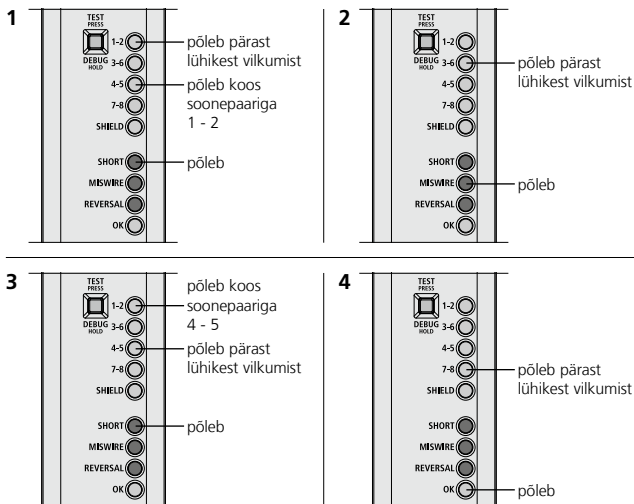 1
TEST
PRESS
1-2
DEBUG
HOLD
3-6
4-5
7-8
SHIELD
SHORT
MISWIRE
REVERSAL
OK
põleb pärast
lühikest vilkumist
põleb koos
soonepaariga
1 - 2
põleb
2
TEST
PRESS
1-2
DEBUG
HOLD
3-6
4-5
7-8
SHIELD
SHORT
MISWIRE
REVERSAL
OK
põleb pärast
lühikest vilkumist
põleb
3
TEST
PRESS
1-2
DEBUG
HOLD
3-6
4-5
7-8
SHIELD
SHORT
MISWIRE
REVERSAL
OK
põleb koos
soonepaariga
4 - 5
põleb pärast
lühikest vilkumist
põleb
4
TEST
PRESS
1-2
DEBUG
HOLD
3-6
4-5
7-8
SHIELD
SHORT
MISWIRE
REVERSAL
OK
põleb pärast
lühikest vilkumist
põleb